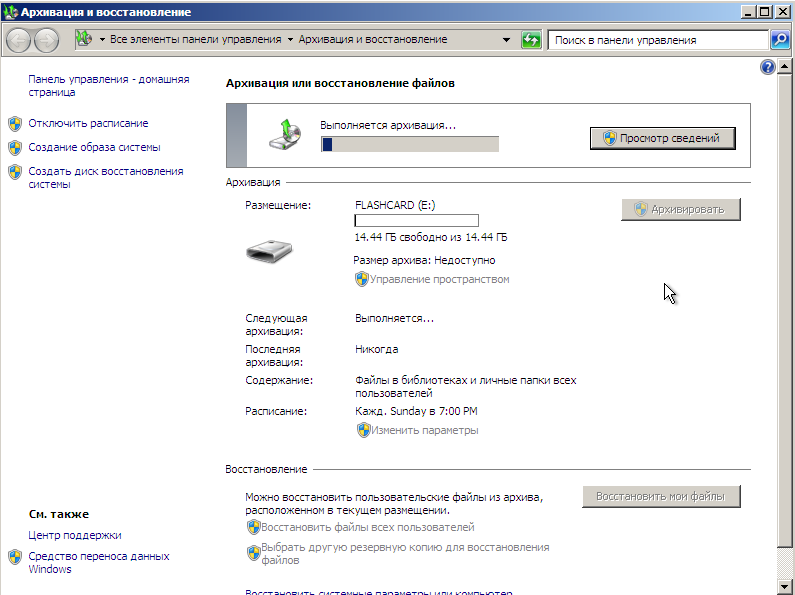 Архивация и восстановление
Все элементы панели управления
Архивация и восстановление
Поиск в панели управления
Панель управления - домашняя
страница
Отключить расписание
Создание образа системы
Создать диск восстановления
системы
Архивация или восстановление файлов
Выполняется архивация...
Просмотр сведений
Архивация
Размещение:
FLASHCARD (E:)
Архивировать
14.44 ГБ свободно из 14.44 ГБ
Размер архива: Недоступно
Управление пространством
Следующая
архивация:
Выполняется...
Последняя
архивация:
Никогда
Содержание:
Файлы в библиотеках и личные папки всех
пользователей
Расписание:
Кажд. Sunday в 7:00 PM
Изменить параметры
Восстановление
Можно восстановить пользовательские файлы из архива,
расположенном в текущем размещении.
Восстановить мои файлы
Восстановить файлы всех пользователей
Выбрать другую резервную копию для восстановления
файлов
Восстановить системные параметры или компьютер
См. также
Центр поддержки
Средство переноса данных
Windows